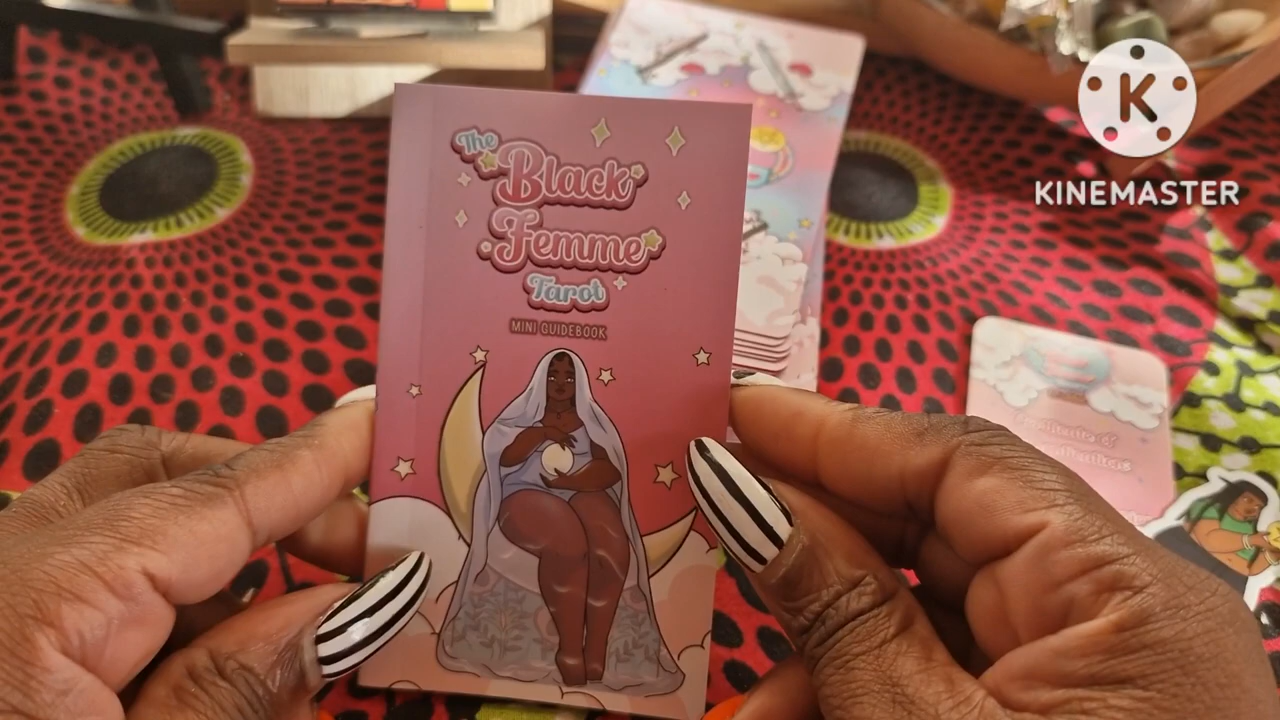 The
Black
Femme
Tarot
MINI GUIDEBOOK
K
KINEMASTER